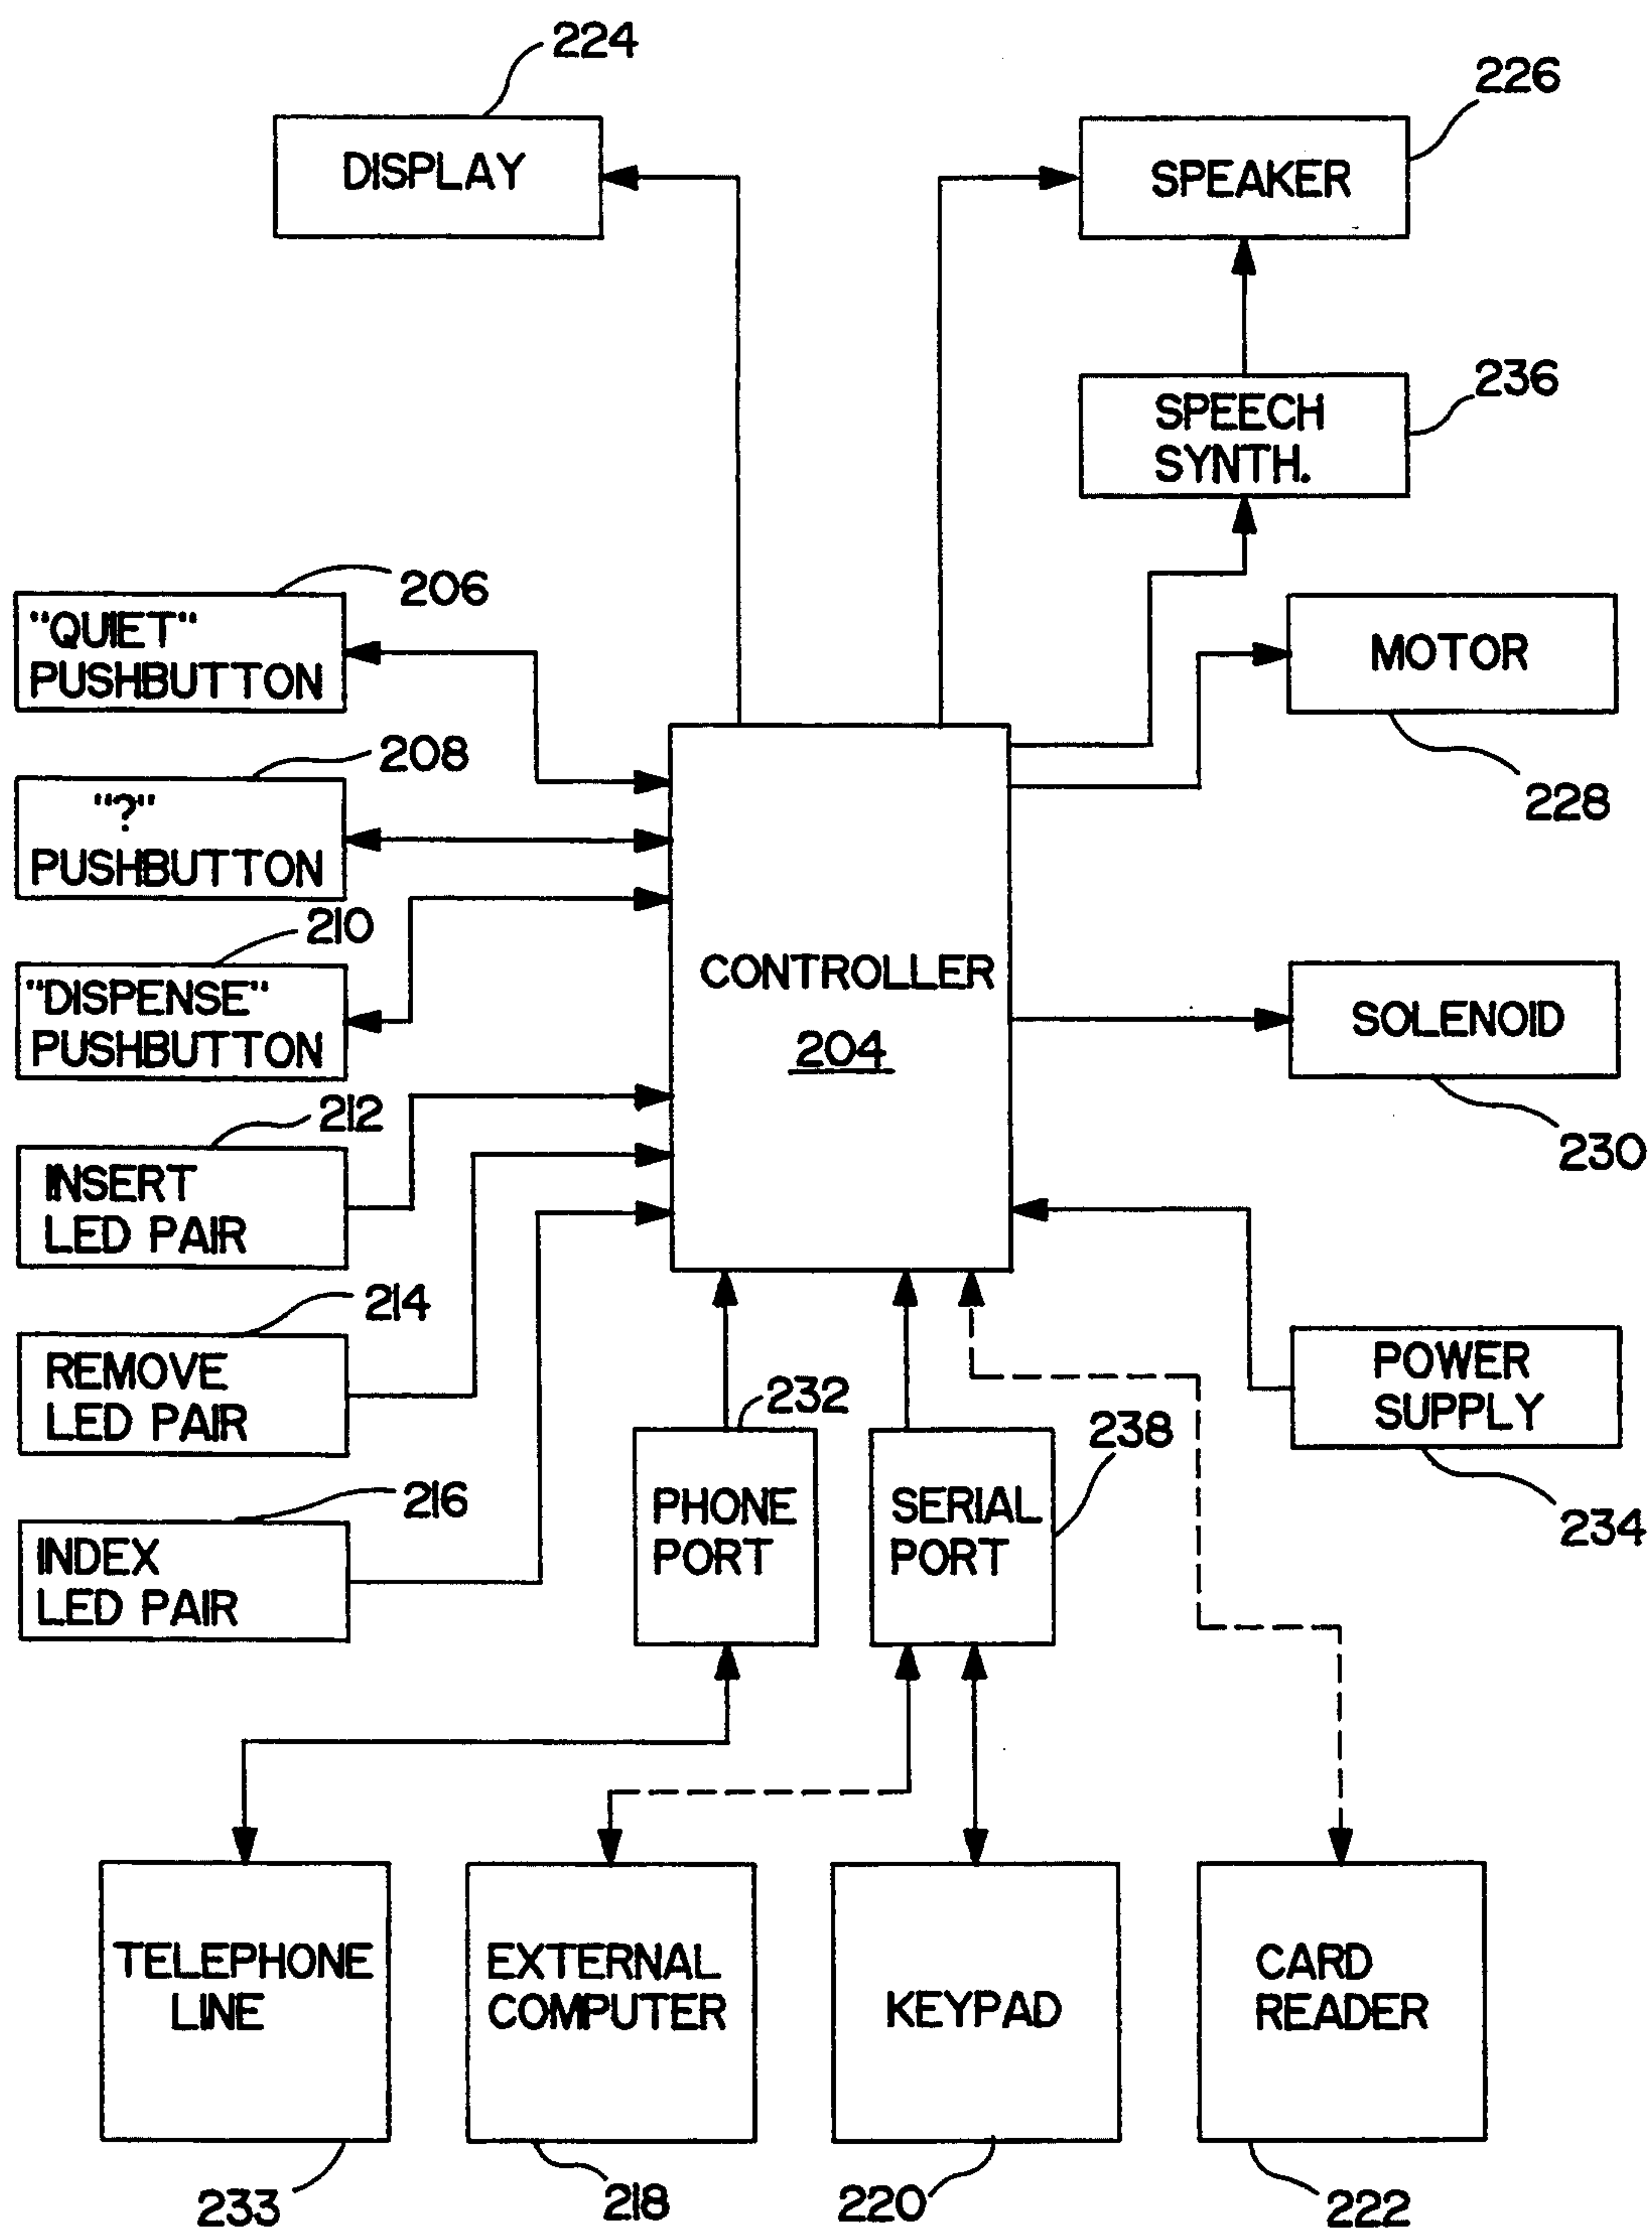 224
DISPLAY
226
SPEAKER
236
SPEECH
SYNTH.
206
"QUIET"
PUSHBUTTON
MOTOR
228
208
"?"
PUSHBUTTON
210
"DISPENSE"
PUSHBUTTON
CONTROLLER
204
SOLENOID
230
212
INSERT
LED PAIR
214
REMOVE
LED PAIR
216
INDEX
LED PAIR
232
PHONE
PORT
238
SERIAL
PORT
POWER
SUPPLY
234
TELEPHONE
LINE
233
EXTERNAL
COMPUTER
218
KEYPAD
220
CARD
READER
222